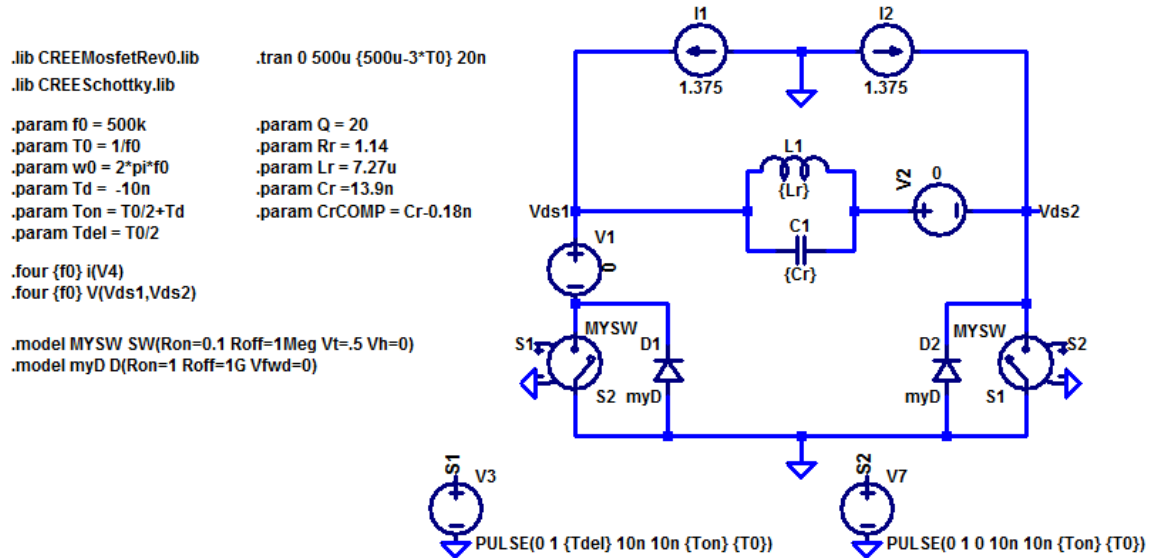 .lib CREEMosfetRev0.lib
.lib CREESchottky.lib
.tran 0 500u {500u-3*T0} 20n
.param f0 = 500k
.param T0 = 1/f0
.param w0 = 2*pi*f0
.param Td = -10n
.param Ton = T0/2+Td
.param Tdel = T0/2
.param Q = 20
.param Rr = 1.14
.param Lr = 7.27u
.param Cr =13.9n
.param CrCOMP = Cr-0.18n
.four {f0} i(V4)
.four {f0} V(Vds1,Vds2)
.model MYSW SW(Ron=0.1 Roff=1Meg Vt=.5 Vh=0)
.model myD D(Ron=1 Roff=1G Vfwd=0)
I1
1.375
I2
1.375
L1
{Lr}
C1
{Cr}
V2
0
Vds1
Vds2
V1
0
S1
MYSW
S2
D1
myD
D2
myD
MYSW
S2
S1
S1
V3
PULSE(0 1 {Tdel} 10n 10n {Ton} {T0})
S2
V7
PULSE(0 1 0 10n 10n {Ton} {T0})